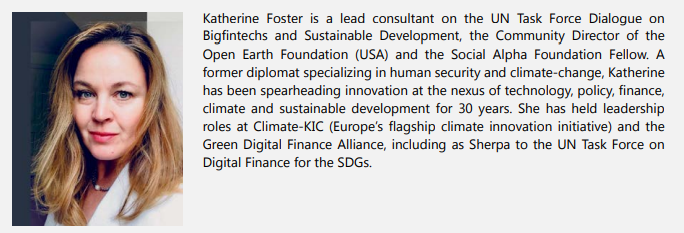 Katherine Foster is a lead consultant on the UN Task Force Dialogue on
Bigfintechs and Sustainable Development, the Community Director of the
Open Earth Foundation (USA) and the Social Alpha Foundation Fellow. A
former diplomat specializing in human security and climate-change, Katherine
has been spearheading innovation at the nexus of technology, policy, finance,
climate and sustainable development for 30 years. She has held leadership
roles at Climate-KIC (Europe's flagship climate innovation initiative) and the
Green Digital Finance Alliance, including as Sherpa to the UN Task Force on
Digital Finance for the SDGs.